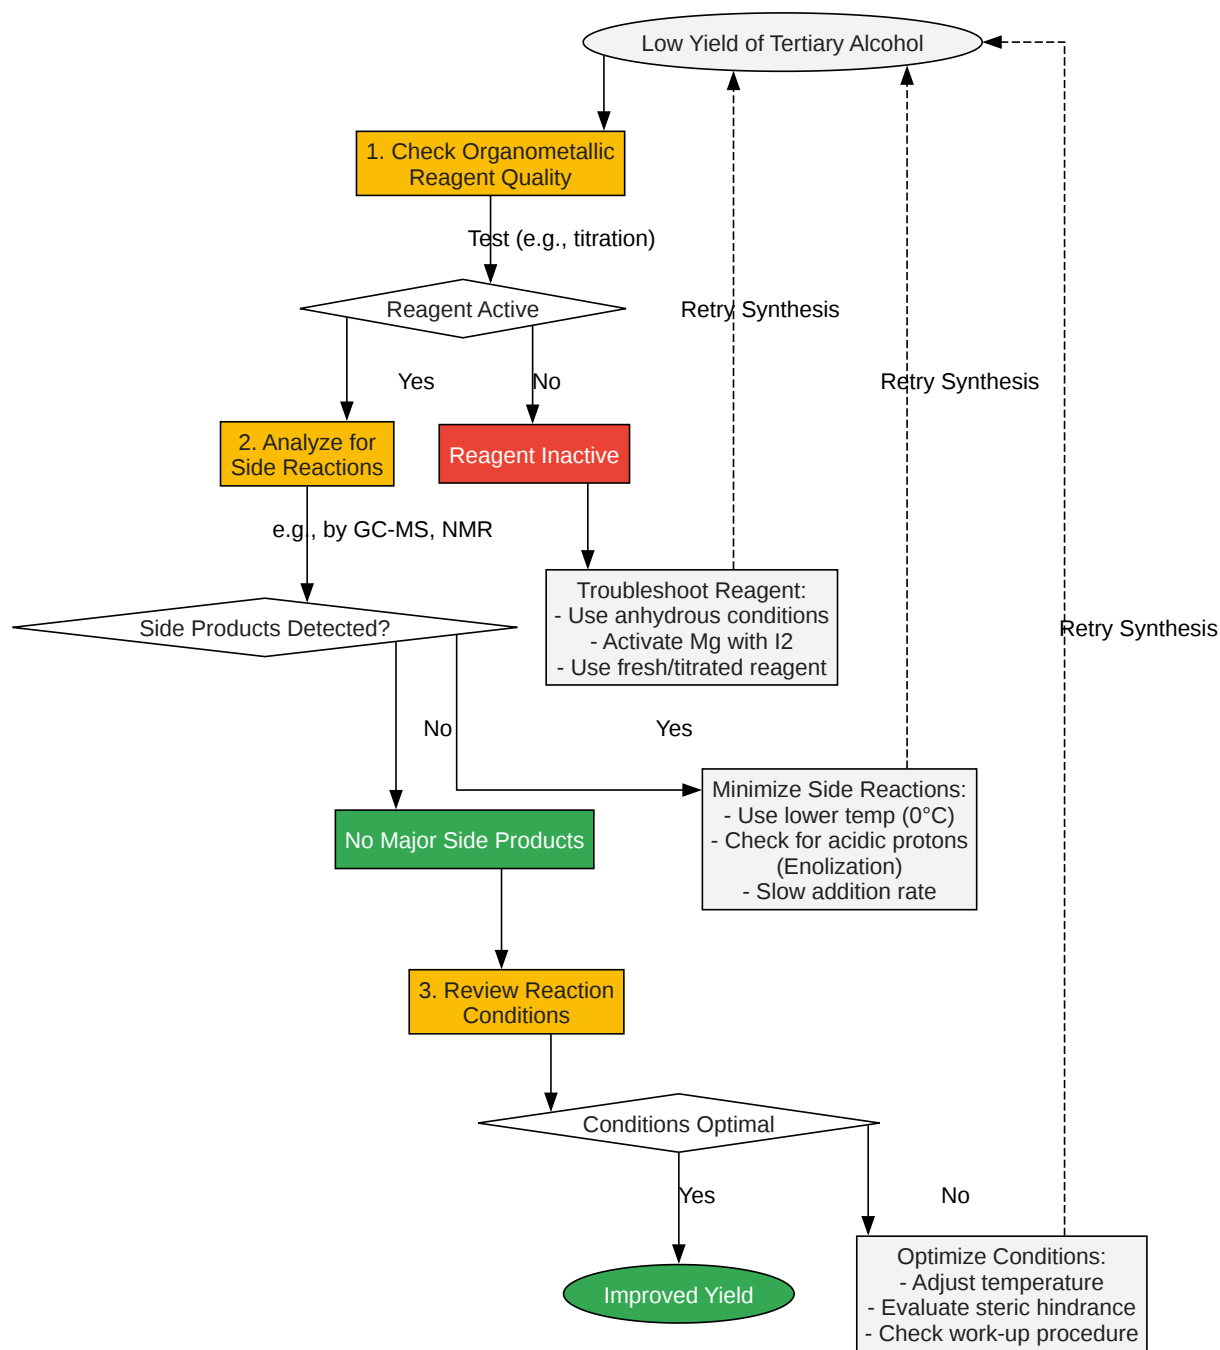 Low Yield of Tertiary Alcohol
1. Check Organometallic
Reagent Quality
Test (e.g., titration)
Reagent Active
Retry Synthesis
Yes
No
Retry Synthesis
2. Analyze for
Side Reactions
Reagent Inactive
e.g., by GC-MS, NMR
Troubleshoot Reagent:
- Use anhydrous conditions
- Activate Mg with I2
- Use fresh/titrated reagent
Side Products Detected?
Retry Synthesis
No
Yes
Minimize Side Reactions:
- Use lower temp (0°C)
- Check for acidic protons
(Enolization)
- Slow addition rate
No Major Side Products
3. Review Reaction
Conditions
Conditions Optimal
Yes
No
Optimize Conditions:
- Adjust temperature
- Evaluate steric hindrance
- Check work-up procedure
Improved Yield